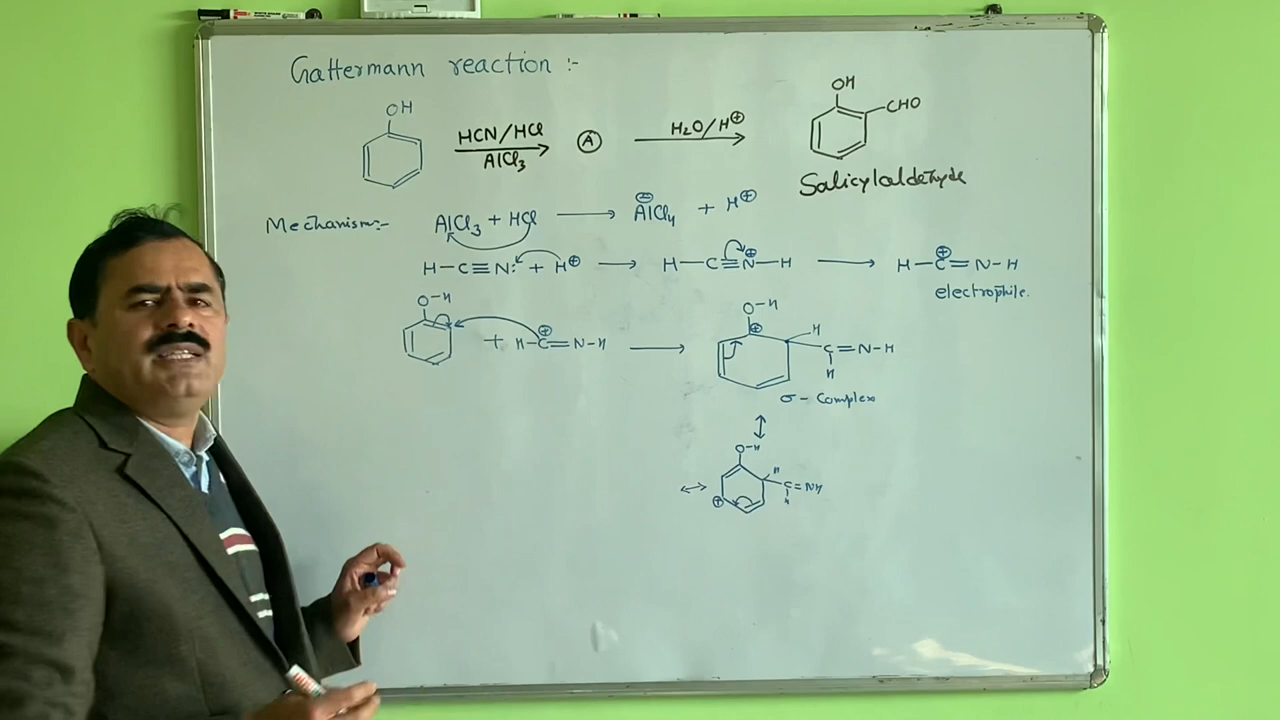 Gattermann reaction :-
OH
HCN/HCl
AlCl₃
A
H₂O/H⊕
OH
CHO
Salicylaldehyde
Mechanism:- AlCl₃ + HCl ⟶ ⊖AlCl₄ + H⊕
H-C≡N: + H⊕ ⟶ H-C≡N⊕-H ⟶ H-C⊕=N-H
electrophile.
O-H + H-C⊕=N-H ⟶ O-H ⊕ H C=N-H H
σ-Complex
↕
O-H
↔ ⊕ H C=NH H